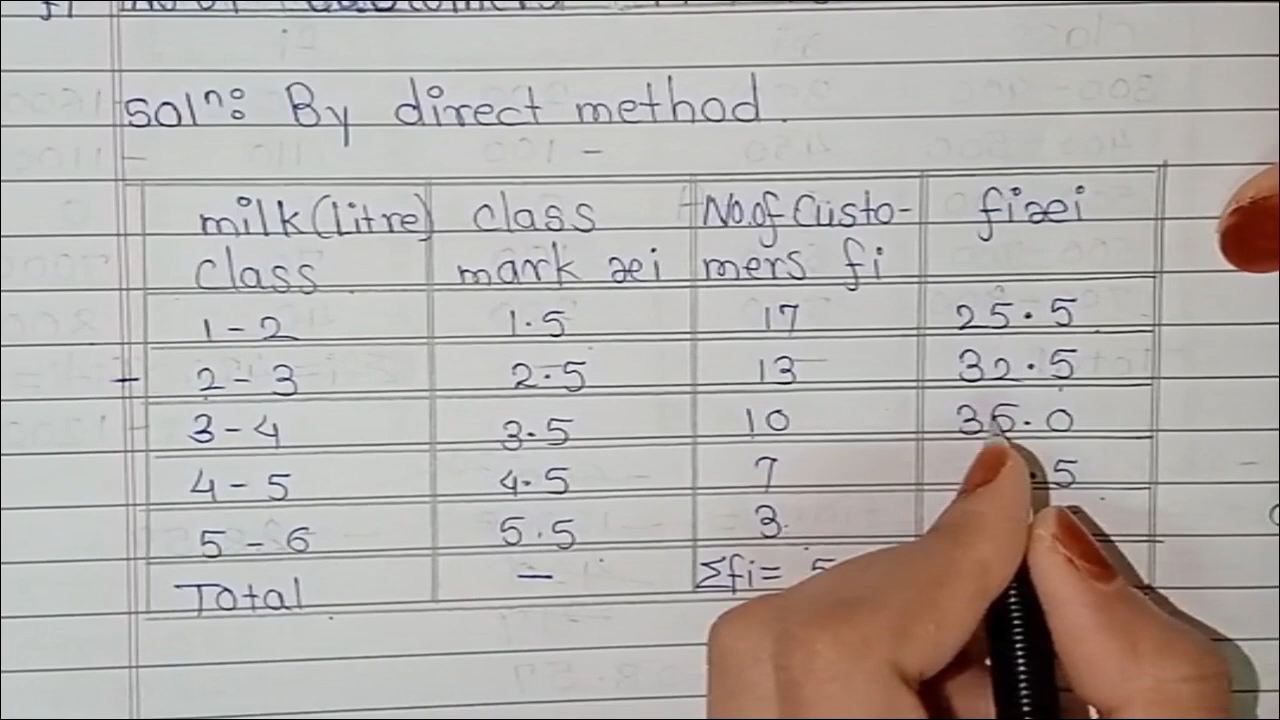 Solⁿ: By direct method.
milk (litre) class mark xi No. of Custo- fixi
Class mers fi
1-2 1.5 17 25.5
2-3 2.5 13 32.5
3-4 3.5 10 35.0
4-5 4.5 7 .5
5-6 5.5 3
Total - Σfi= 5